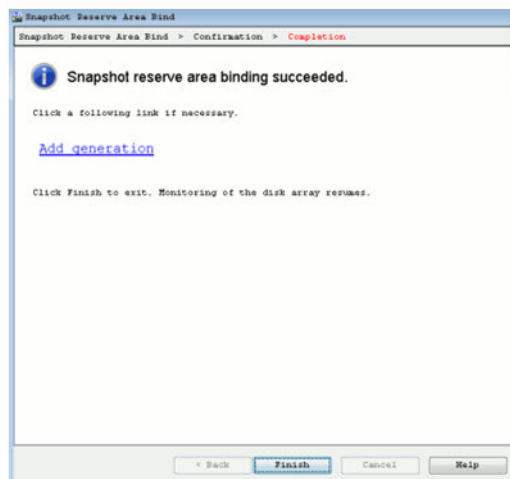 Snapshot Reserve Area Bind
Snapshot Reserve Area Bind > Confirmation > Completion
Snapshot reserve area binding succeeded.
Click a following link if necessary.
Add generation
Click Finish to exit. Monitoring of the disk array resumes.
< Back Finish Cancel Help